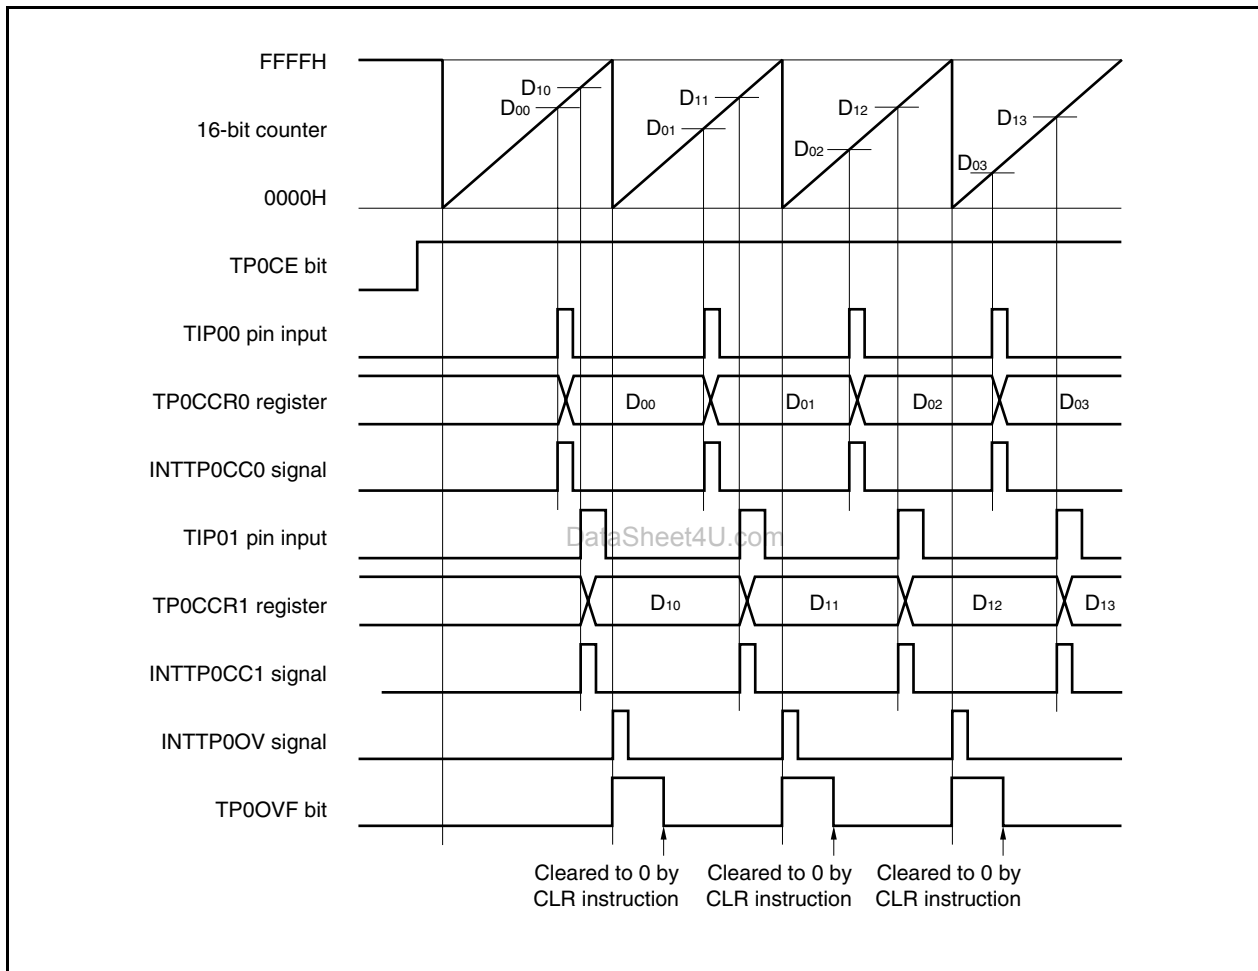 FFFFH
D10
D00
D11
D01
D12
D02
D13
D03
16-bit counter
0000H
TP0CE bit
TIP00 pin input
TP0CCR0 register
D00
D01
D02
D03
INTTP0CC0 signal
TIP01 pin input
DataSheet4U.com
TP0CCR1 register
D10
D11
D12
D13
INTTP0CC1 signal
INTTP0OV signal
TP0OVF bit
Cleared to 0 by
CLR instruction
Cleared to 0 by
CLR instruction
Cleared to 0 by
CLR instruction